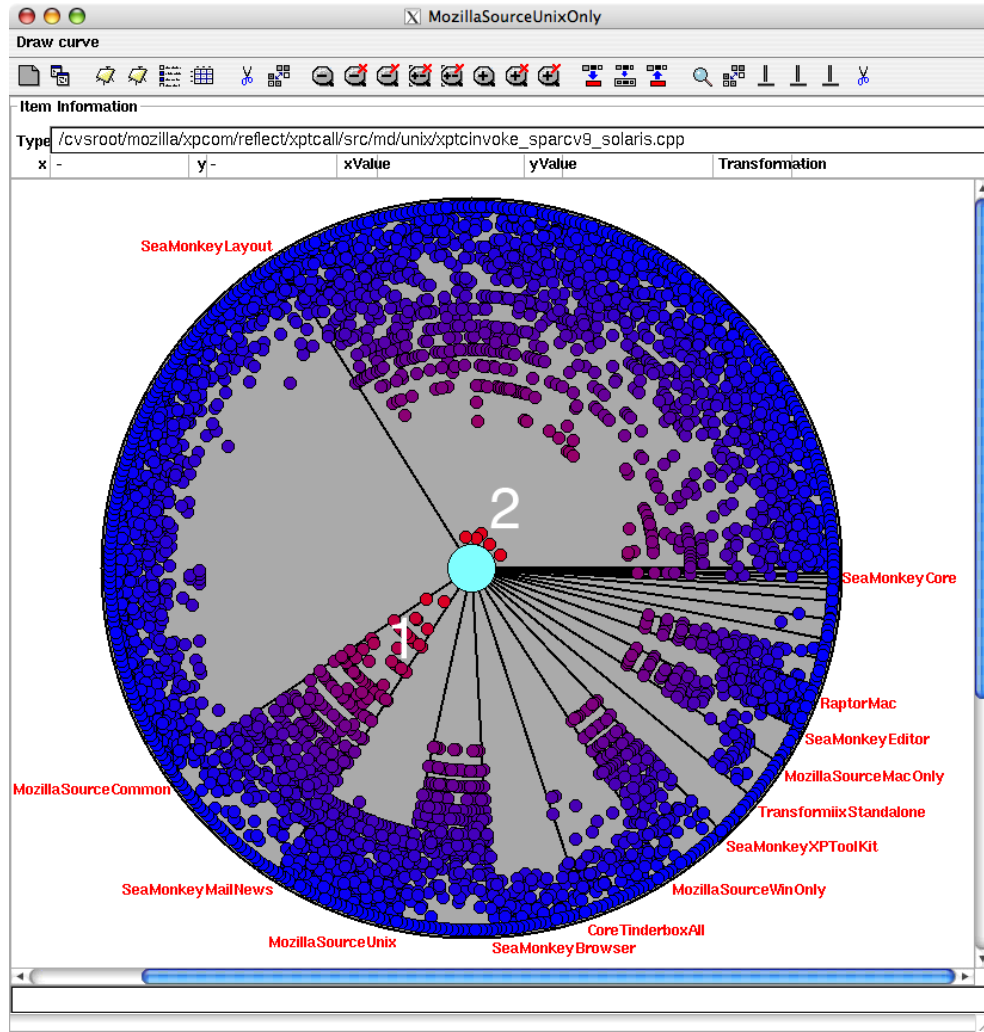 MozillaSourceUnixOnly
Draw curve
Item Information
Type /cvsroot/mozilla/xpcom/reflect/xptcall/src/md/unix/xptcinvoke_sparcv9_solaris.cpp
x - y - xValue yValue Transformation
SeaMonkeyLayout
2
SeaMonkeyCore
1
RaptorMac
SeaMonkeyEditor
MozillaSourceMacOnly
MozillaSourceCommon
TransformiixStandalone
SeaMonkeyXPToolKit
SeaMonkeyMailNews
MozillaSourceWinOnly
CoreTinderboxAll
MozillaSourceUnix
SeaMonkeyBrowser